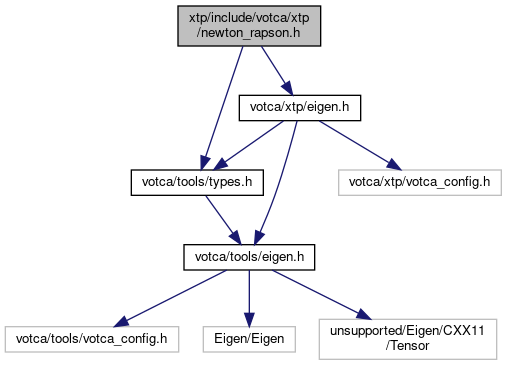 xtp/include/votca/xtp
/newton_rapson.h
votca/xtp/eigen.h
votca/tools/types.h
votca/xtp/votca_config.h
votca/tools/eigen.h
votca/tools/votca_config.h
Eigen/Eigen
unsupported/Eigen/CXX11
/Tensor